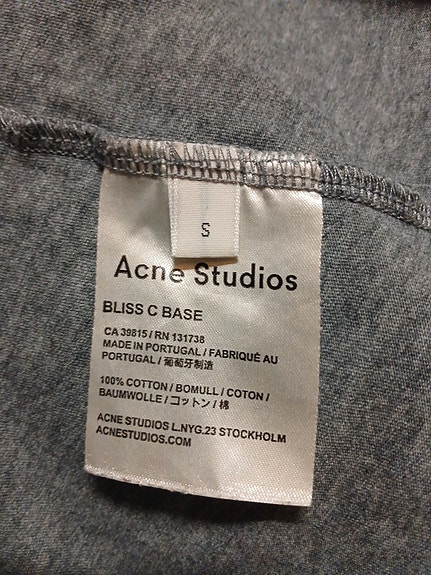 S
Acne Studios
BLISS C BASE
CA 39815 / RN 131738
MADE IN PORTUGAL / FABRIQUÉ AU
PORTUGAL / 葡萄牙制造
100% COTTON / BOMULL / COTON /
BAUMWOLLE / コットン / 棉
ACNE STUDIOS L.NYG.23 STOCKHOLM
ACNESTUDIOS.COM